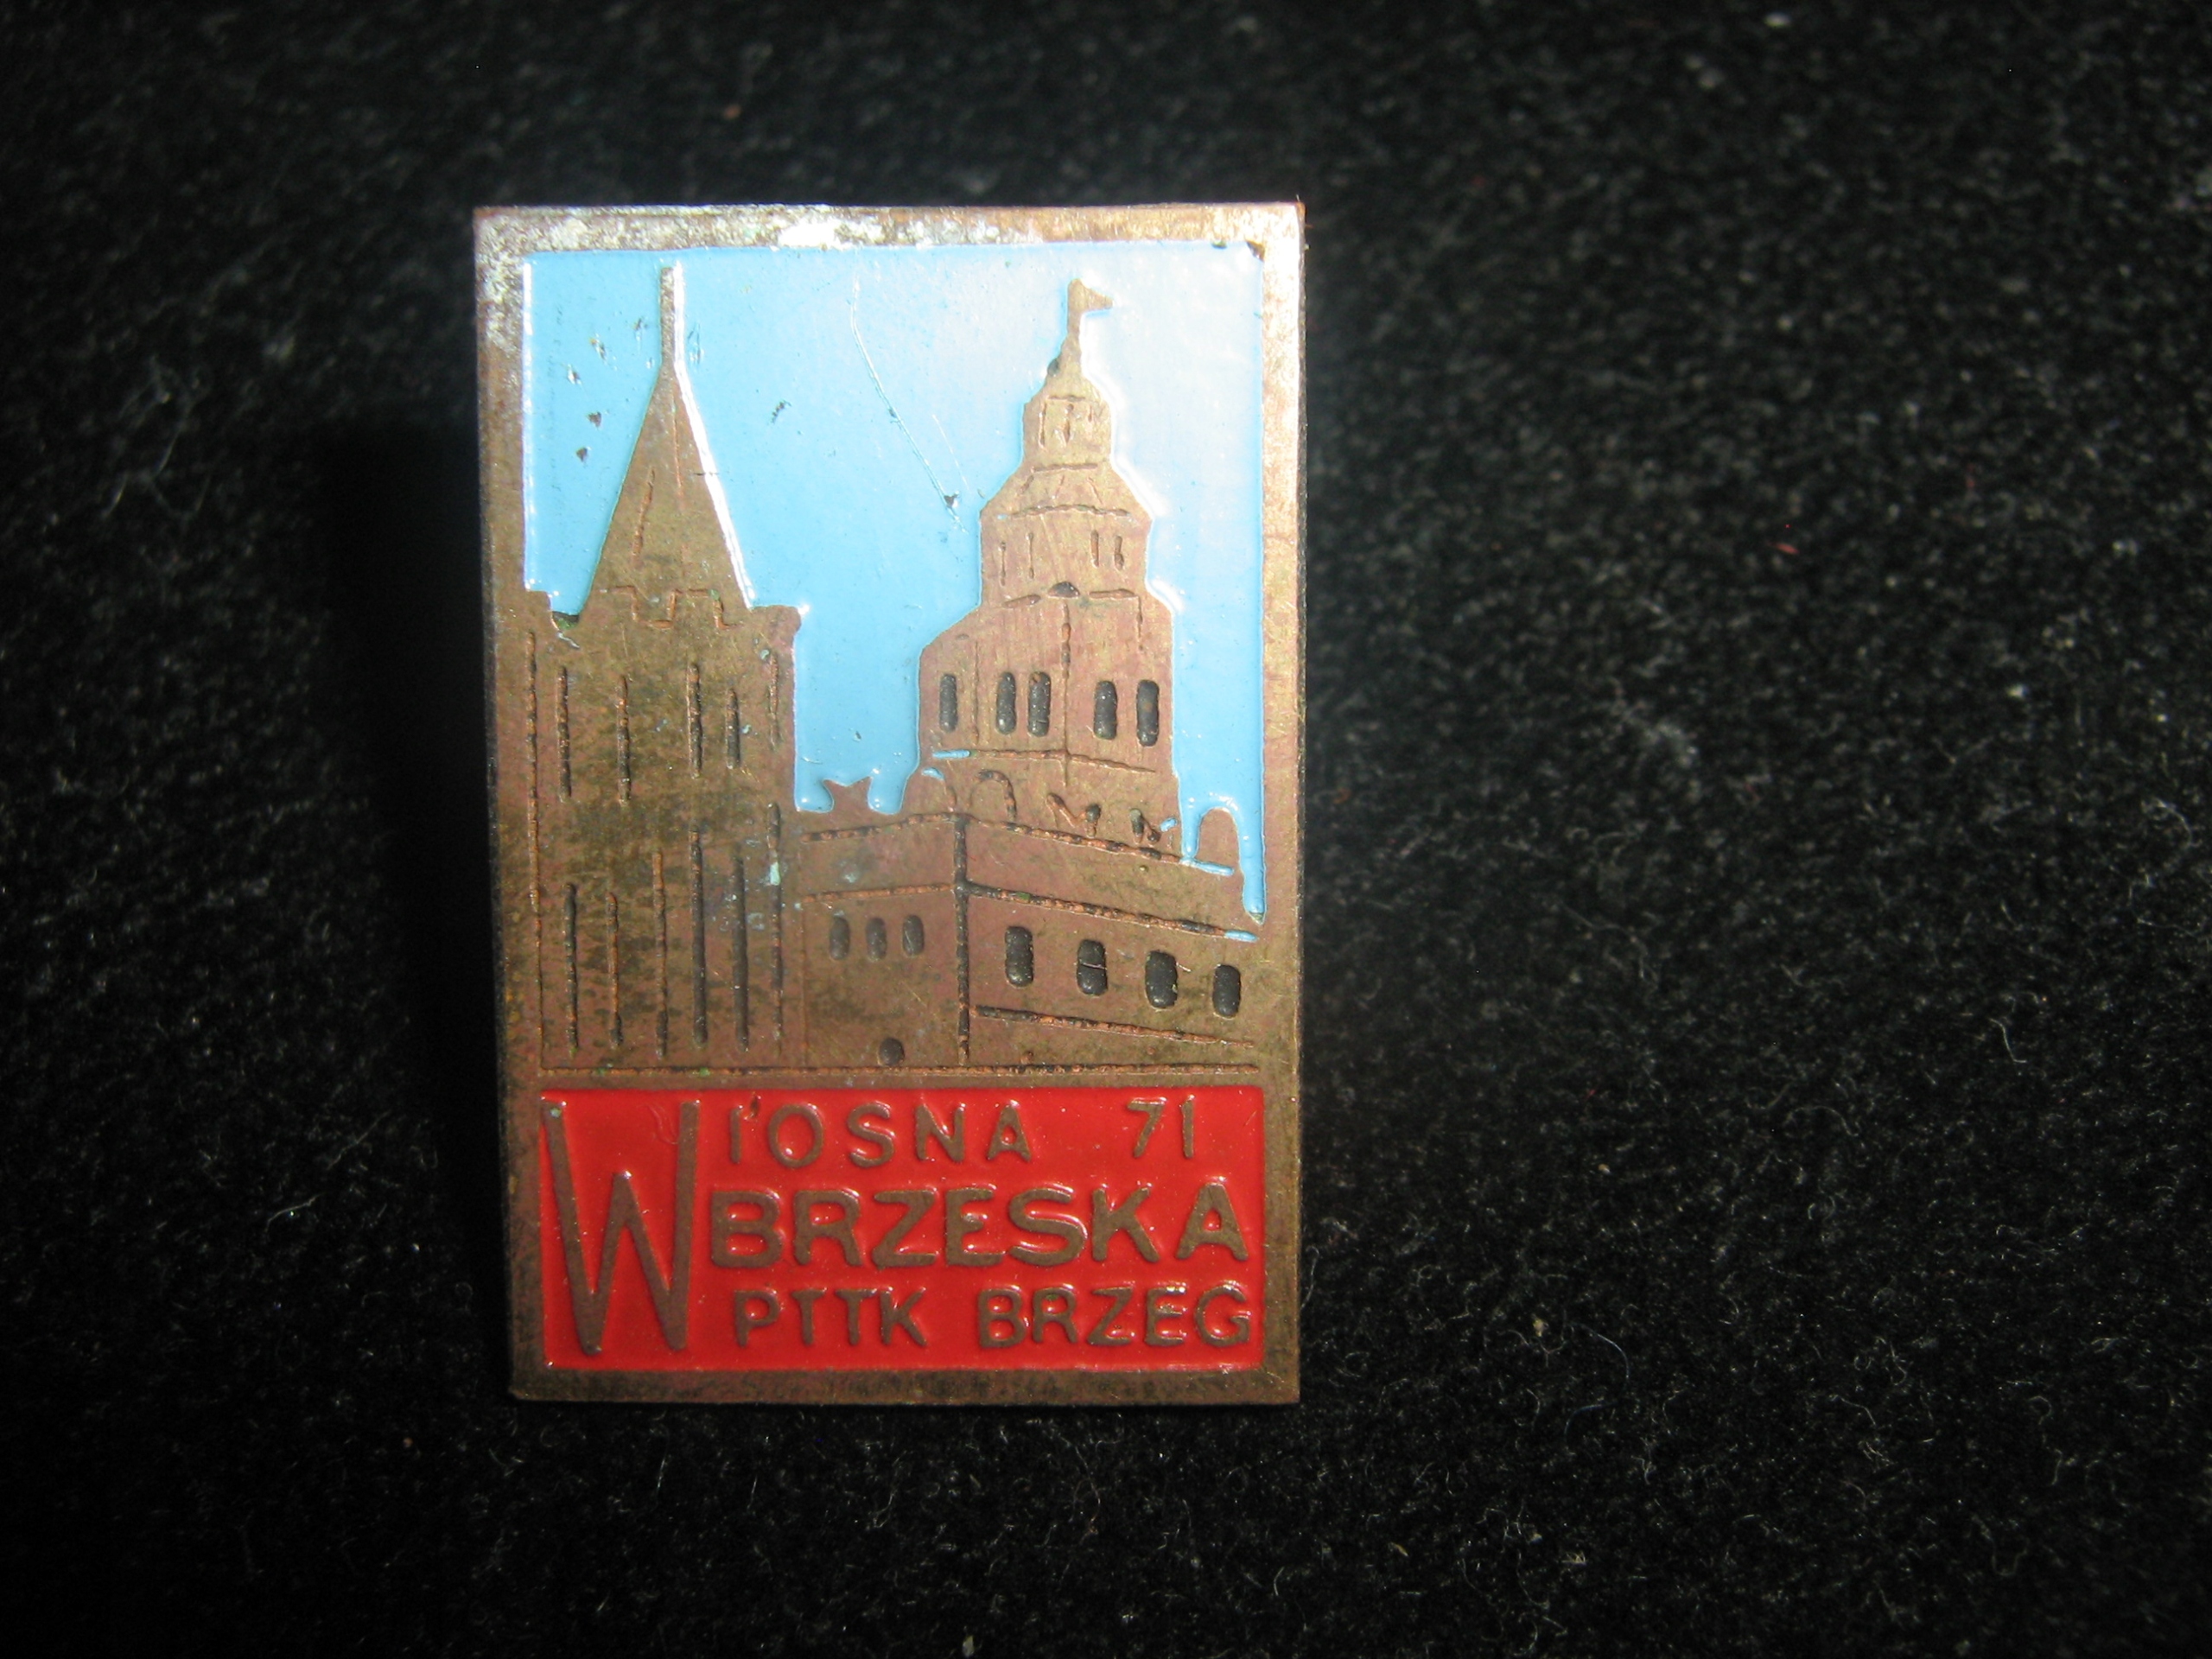 WIOSNA 71
BRZESKA
PTTK BRZEG